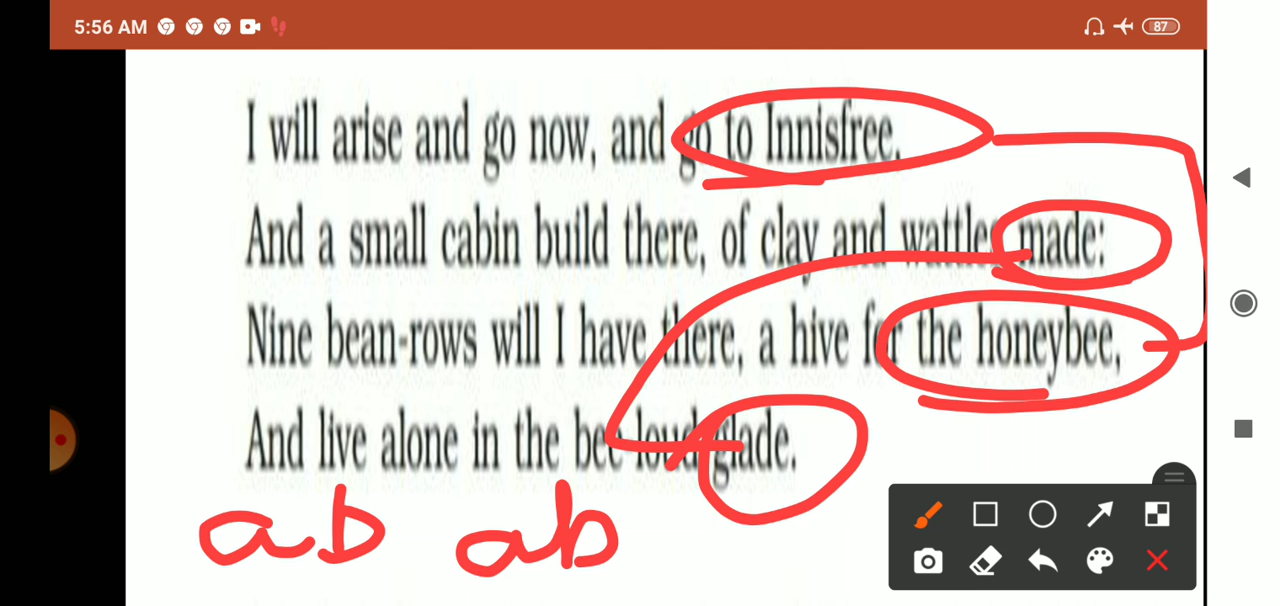 5:56 AM
87
I will arise and go now, and go to Innisfree,
And a small cabin build there, of clay and wattles made:
Nine bean-rows will I have there, a hive for the honeybee,
And live alone in the bee loud glade.
ab ab